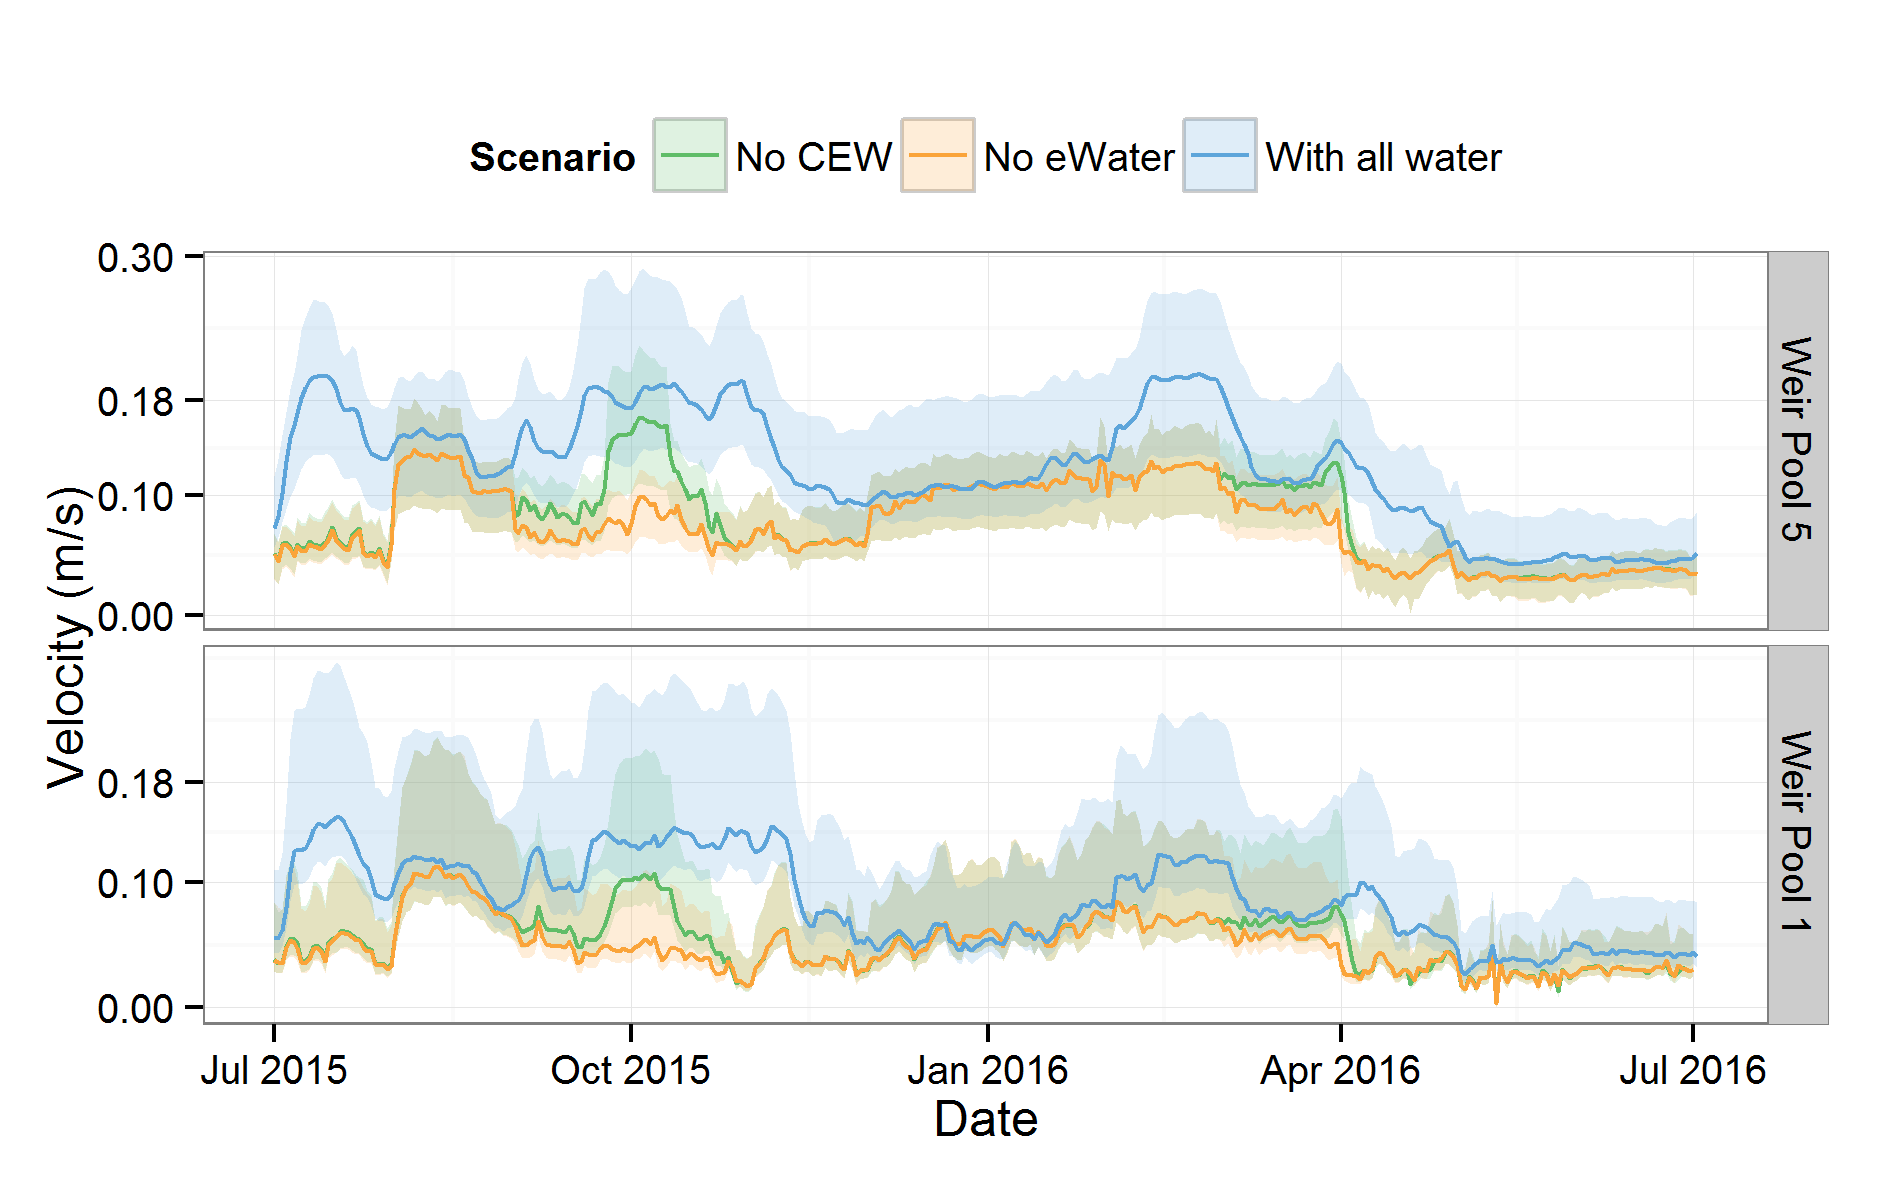 Scenario No CEW No eWater With all water
0.30
0.18
0.10
0.00
Weir Pool 5
Velocity (m/s)
0.18
0.10
0.00
Weir Pool 1
Jul 2015 Oct 2015 Jan 2016 Apr 2016 Jul 2016
Date